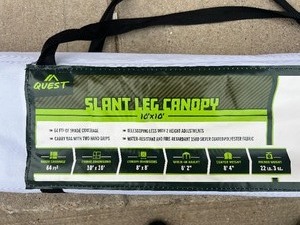 QUEST
SLANT LEG CANOPY
10'x10'
64 FT² OF SHADE COVERAGE
TELESCOPING LEGS WITH 3 HEIGHT ADJUSTMENTS
CARRY BAG WITH TWO HAND GRIPS
WATER-RESISTANT AND FIRE-RETARDANT 150D SILVER COATED POLYESTER FABRIC
64 ft²
10' x 10'
8' x 8'
6' 2"
8' 4"
22 lb. 3 oz.